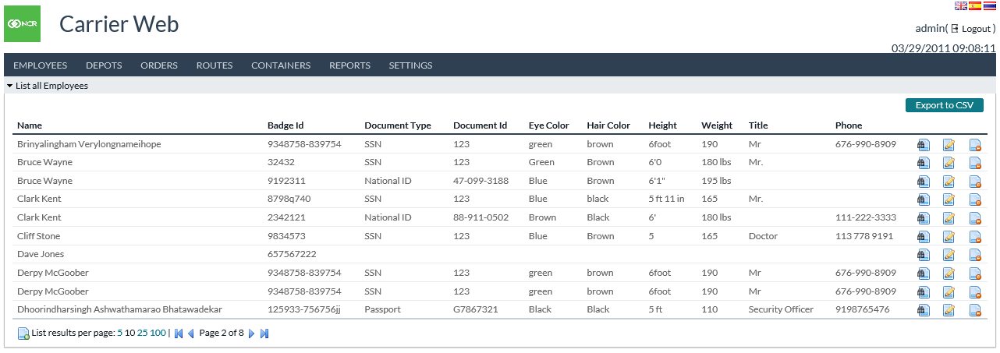 NCR
Carrier Web
admin( Logout )
03/29/2011 09:08:11
EMPLOYEES DEPOTS ORDERS ROUTES CONTAINERS REPORTS SETTINGS
List all Employees
Export to CSV
Name Badge Id Document Type Document Id Eye Color Hair Color Height Weight Title Phone
Brinyalingham Verylongnameihope 9348758-839754 SSN 123 green brown 6foot 190 Mr 676-990-8909
Bruce Wayne 32432 SSN 123 Green Brown 6'0 180 lbs Mr.
Bruce Wayne 9192311 National ID 47-099-3188 Blue Brown 6'1" 195 lbs
Clark Kent 8798q740 SSN 123 Blue black 5 ft 11 in 165 Mr.
Clark Kent 2342121 National ID 88-911-0502 Brown Black 6' 180 lbs 111-222-3333
Cliff Stone 9834573 SSN 123 Blue Brown 5 165 Doctor 113 778 9191
Dave Jones 657567222
Derpy McGoober 9348758-839754 SSN 123 green brown 6foot 190 Mr 676-990-8909
Derpy McGoober 9348758-839754 SSN 123 green brown 6foot 190 Mr 676-990-8909
Dhoorindharsingh Ashwathamarao Bhatawadekar 125933-756756jj Passport G7867321 Black Black 5 ft 110 Security Officer 9198765476
List results per page: 5 10 25 100 | Page 2 of 8